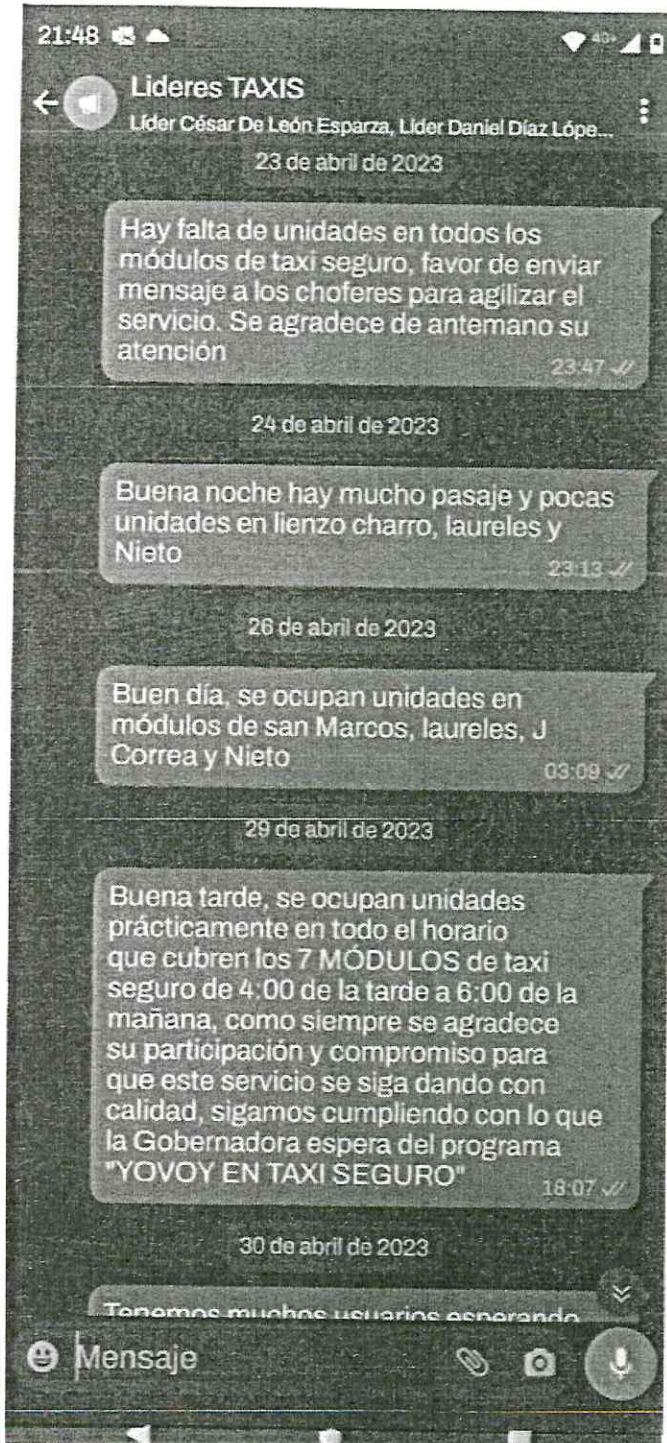 21:48
4G+
Lideres TAXIS
Líder César De León Esparza, Lider Daniel Díaz Lópe...
23 de abril de 2023
Hay falta de unidades en todos los
módulos de taxi seguro, favor de enviar
mensaje a los choferes para agilizar el
servicio. Se agradece de antemano su
atención
23:47
24 de abril de 2023
Buena noche hay mucho pasaje y pocas
unidades en lienzo charro, laureles y
Nieto
23:13
26 de abril de 2023
Buen día, se ocupan unidades en
módulos de san Marcos, laureles, J
Correa y Nieto
03:09
29 de abril de 2023
Buena tarde, se ocupan unidades
prácticamente en todo el horario
que cubren los 7 MÓDULOS de taxi
seguro de 4:00 de la tarde a 6:00 de la
mañana, como siempre se agradece
su participación y compromiso para
que este servicio se siga dando con
calidad, sigamos cumpliendo con lo que
la Gobernadora espera del programa
"YOVOY EN TAXI SEGURO"
18:07
30 de abril de 2023
Tenemos muchos usuarios esperando
Mensaje